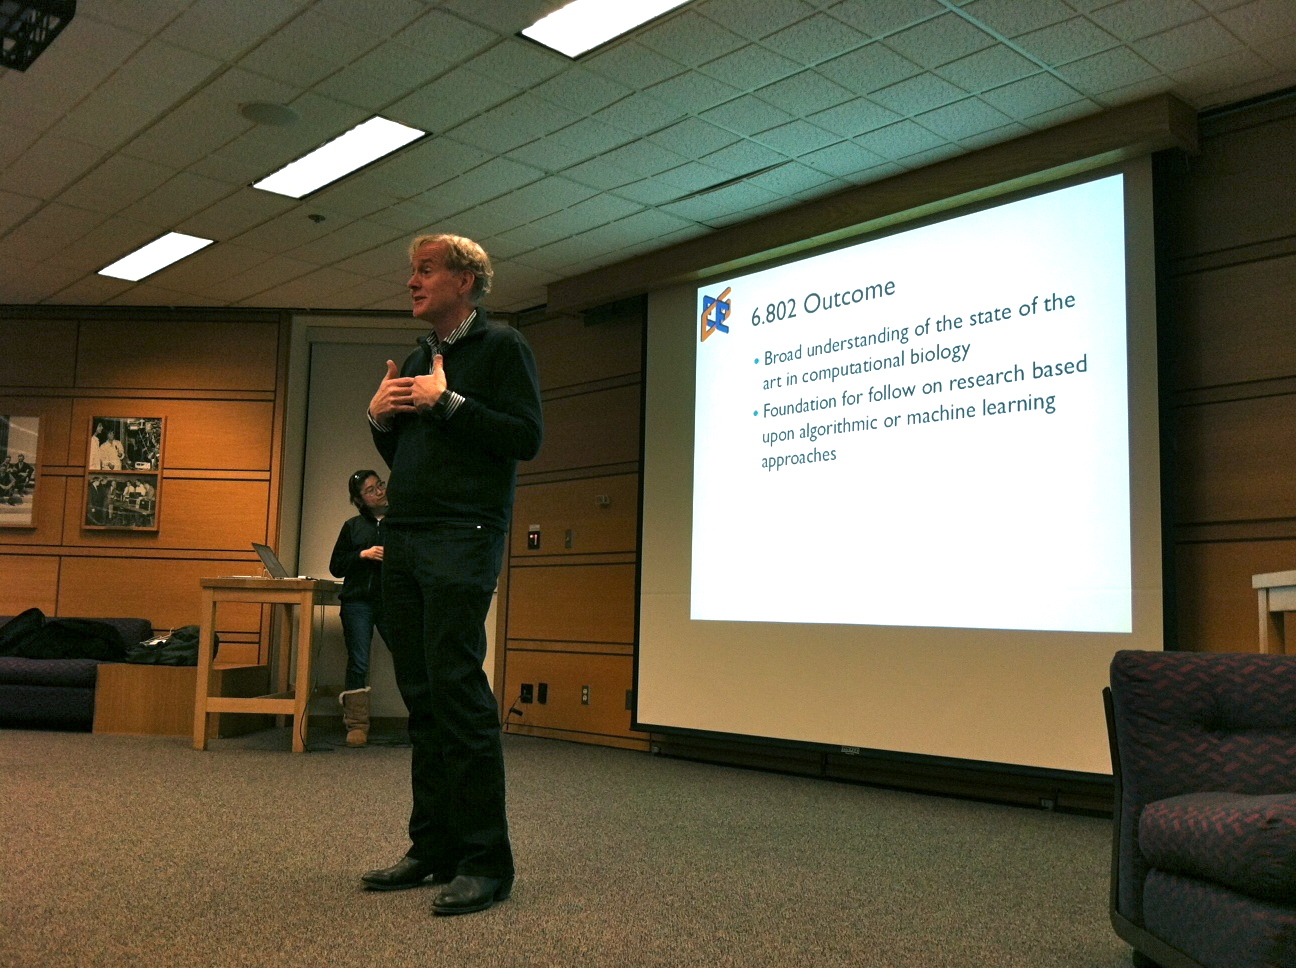 6.802 Outcome
• Broad understanding of the state of the
art in computational biology
• Foundation for follow on research based
upon algorithmic or machine learning
approaches